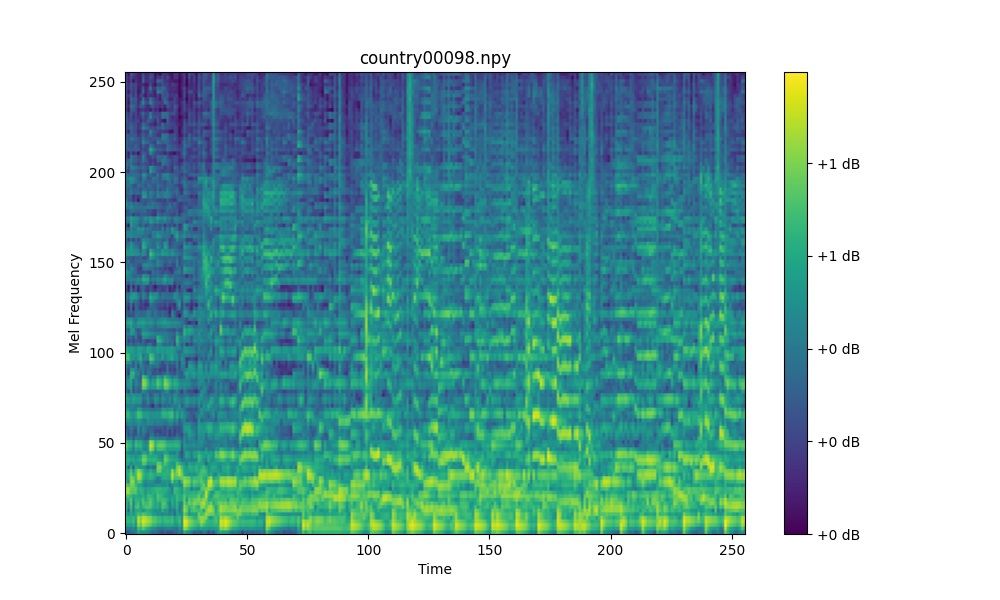 country00098.npy
250
200
150
100
50
0
Mel Frequency
0 50 100 150 200 250
Time
+1 dB
+1 dB
+0 dB
+0 dB
+0 dB